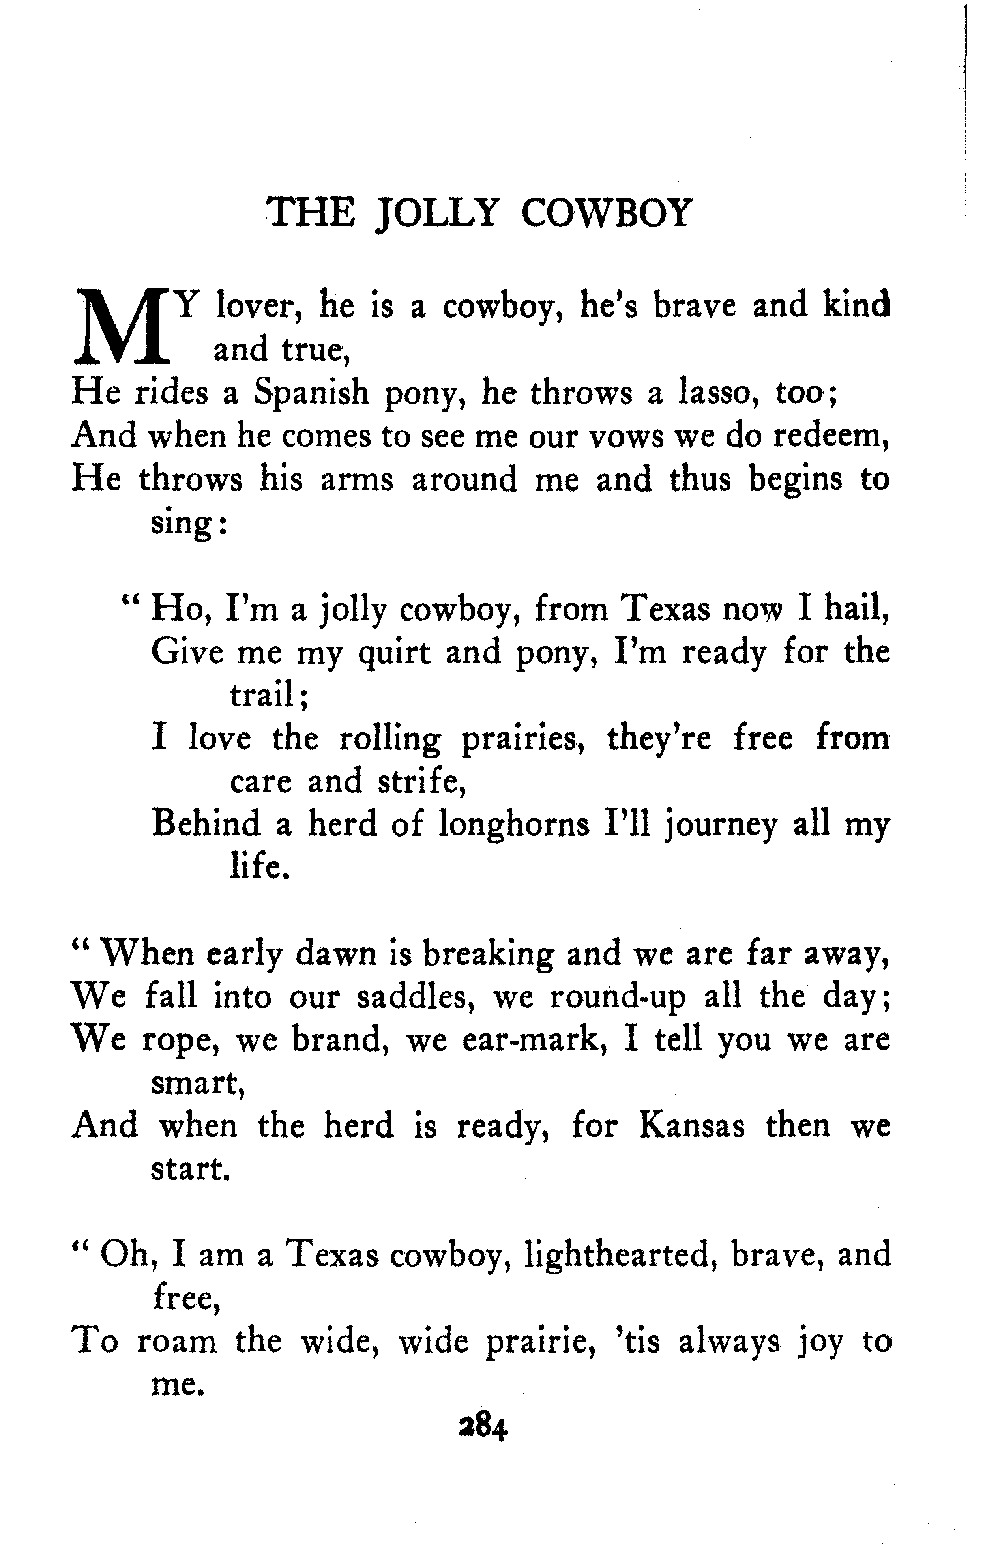 THE JOLLY COWBOY
MY lover, he is a cowboy, he's brave and kind
and true,
He rides a Spanish pony, he throws a lasso, too;
And when he comes to see me our vows we do redeem,
He throws his arms around me and thus begins to
sing:
“ Ho, I'm a jolly cowboy, from Texas now I hail,
Give me my quirt and pony, I'm ready for the
trail;
I love the rolling prairies, they're free from
care and strife,
Behind a herd of longhorns I'll journey all my
life.
“ When early dawn is breaking and we are far away,
We fall into our saddles, we round-up all the day;
We rope, we brand, we ear-mark, I tell you we are
smart,
And when the herd is ready, for Kansas then we
start.
“ Oh, I am a Texas cowboy, lighthearted, brave, and
free,
To roam the wide, wide prairie, 'tis always joy to
me.
284